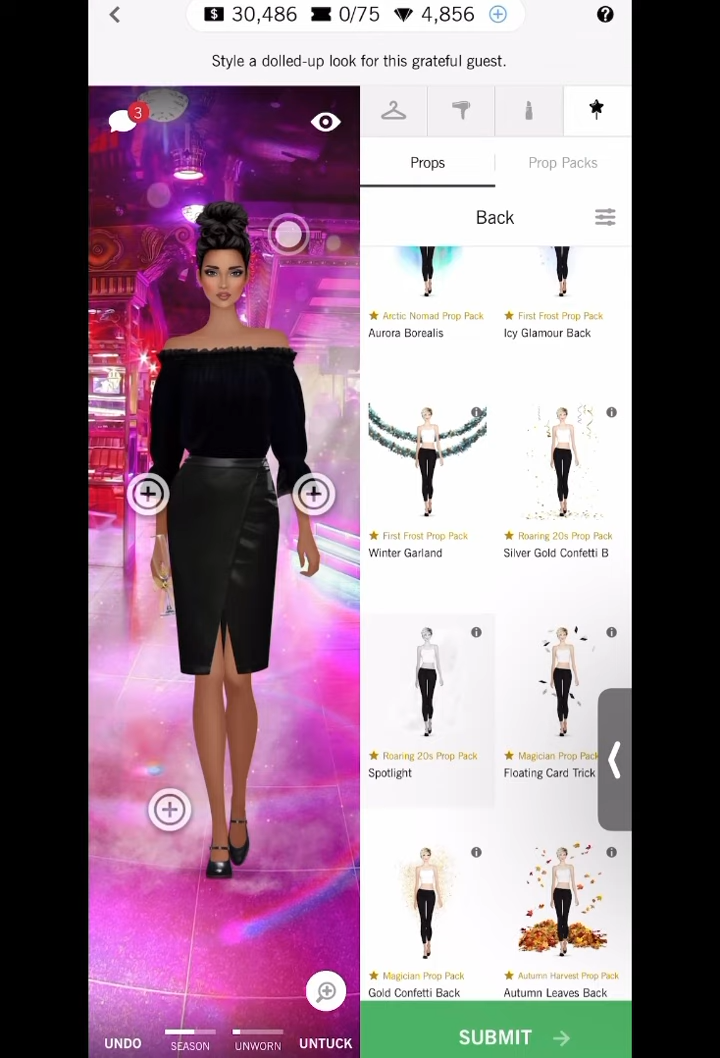 30,486 0/75 4,856
Style a dolled-up look for this grateful guest.
3
Props Prop Packs
Back
Arctic Nomad Prop Pack
Aurora Borealis
First Frost Prop Pack
Icy Glamour Back
First Frost Prop Pack
Winter Garland
Roaring 20s Prop Pack
Silver Gold Confetti B
Roaring 20s Prop Pack
Spotlight
Magician Prop Pack
Floating Card Trick
Magician Prop Pack
Gold Confetti Back
Autumn Harvest Prop Pack
Autumn Leaves Back
UNDO SEASON UNWORN UNTUCK
SUBMIT